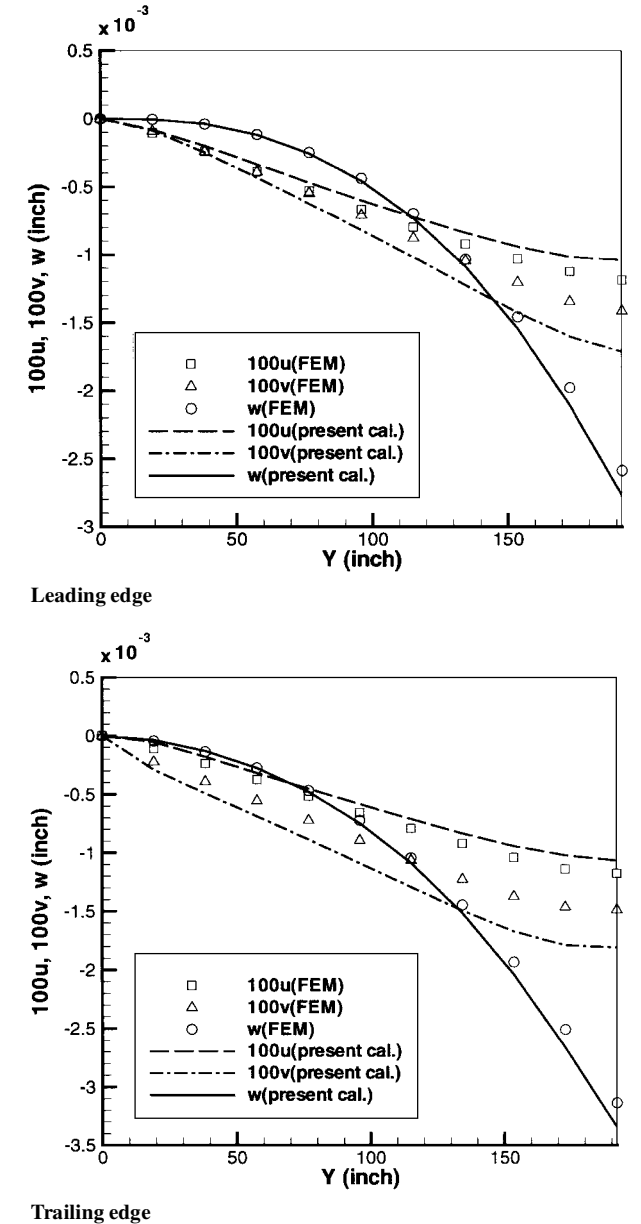 x 10-3
0.5
0
-0.5
-1
-1.5
-2
-2.5
-3
100u, 100v, w (inch)
100u(FEM)
100v(FEM)
w(FEM)
100u(present cal.)
100v(present cal.)
w(present cal.)
0 50 100 150
Y (inch)
Leading edge
x 10-3
0.5
0
-0.5
-1
-1.5
-2
-2.5
-3
-3.5
100u, 100v, w (inch)
100u(FEM)
100v(FEM)
w(FEM)
100u(present cal.)
100v(present cal.)
w(present cal.)
0 50 100 150
Y (inch)
Trailing edge